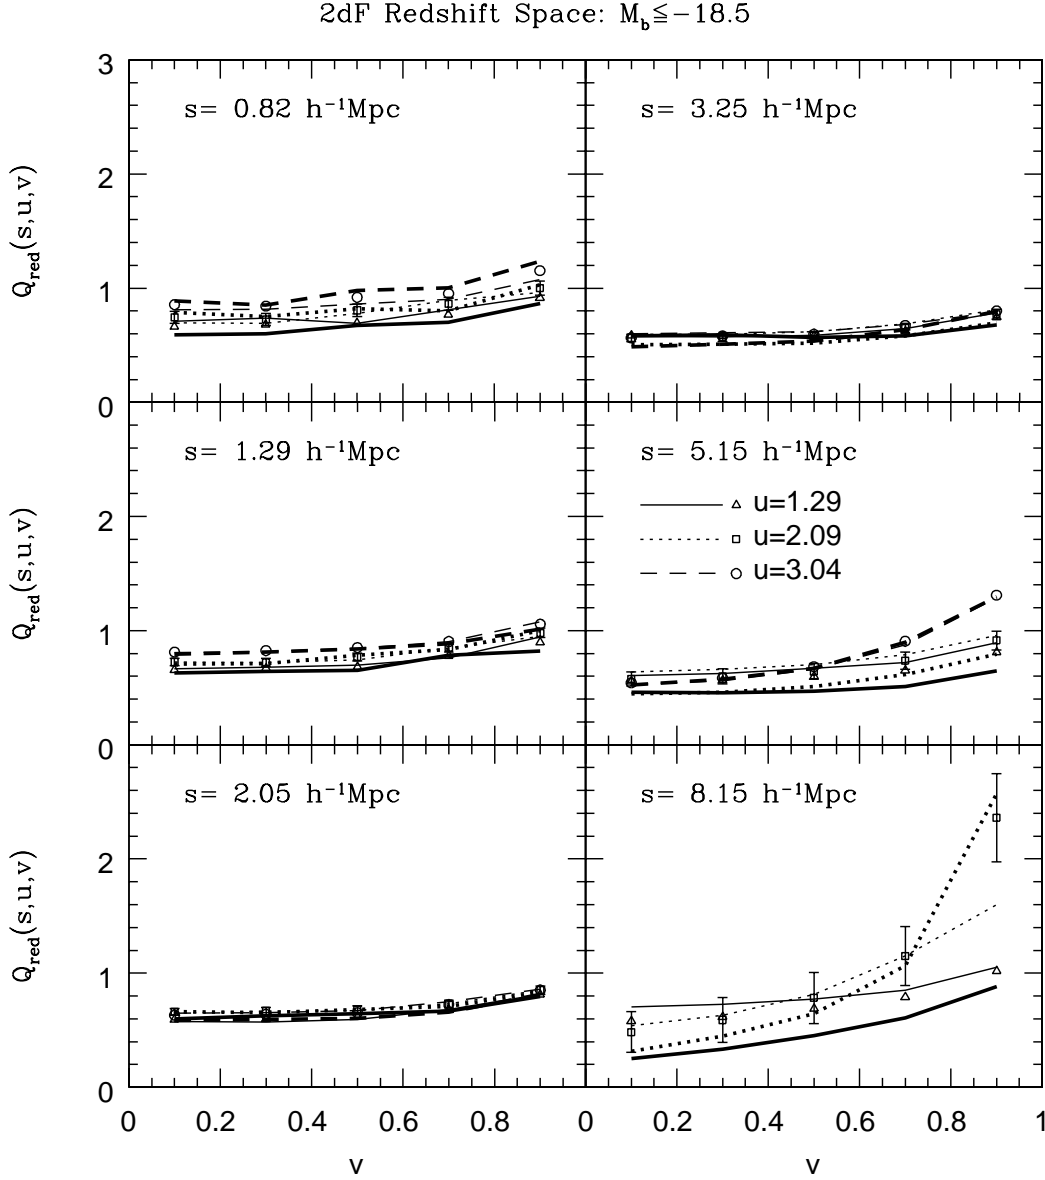 2dF Redshift Space: M_b≦−18.5
3
s= 0.82 h⁻¹Mpc
s= 3.25 h⁻¹Mpc
2
Q_red(s,u,v)
1
0
s= 1.29 h⁻¹Mpc
s= 5.15 h⁻¹Mpc
u=1.29
2
u=2.09
u=3.04
Q_red(s,u,v)
1
0
s= 2.05 h⁻¹Mpc
s= 8.15 h⁻¹Mpc
2
Q_red(s,u,v)
1
0
0 0.2 0.4 0.6 0.8 0 0.2 0.4 0.6 0.8 1
v v